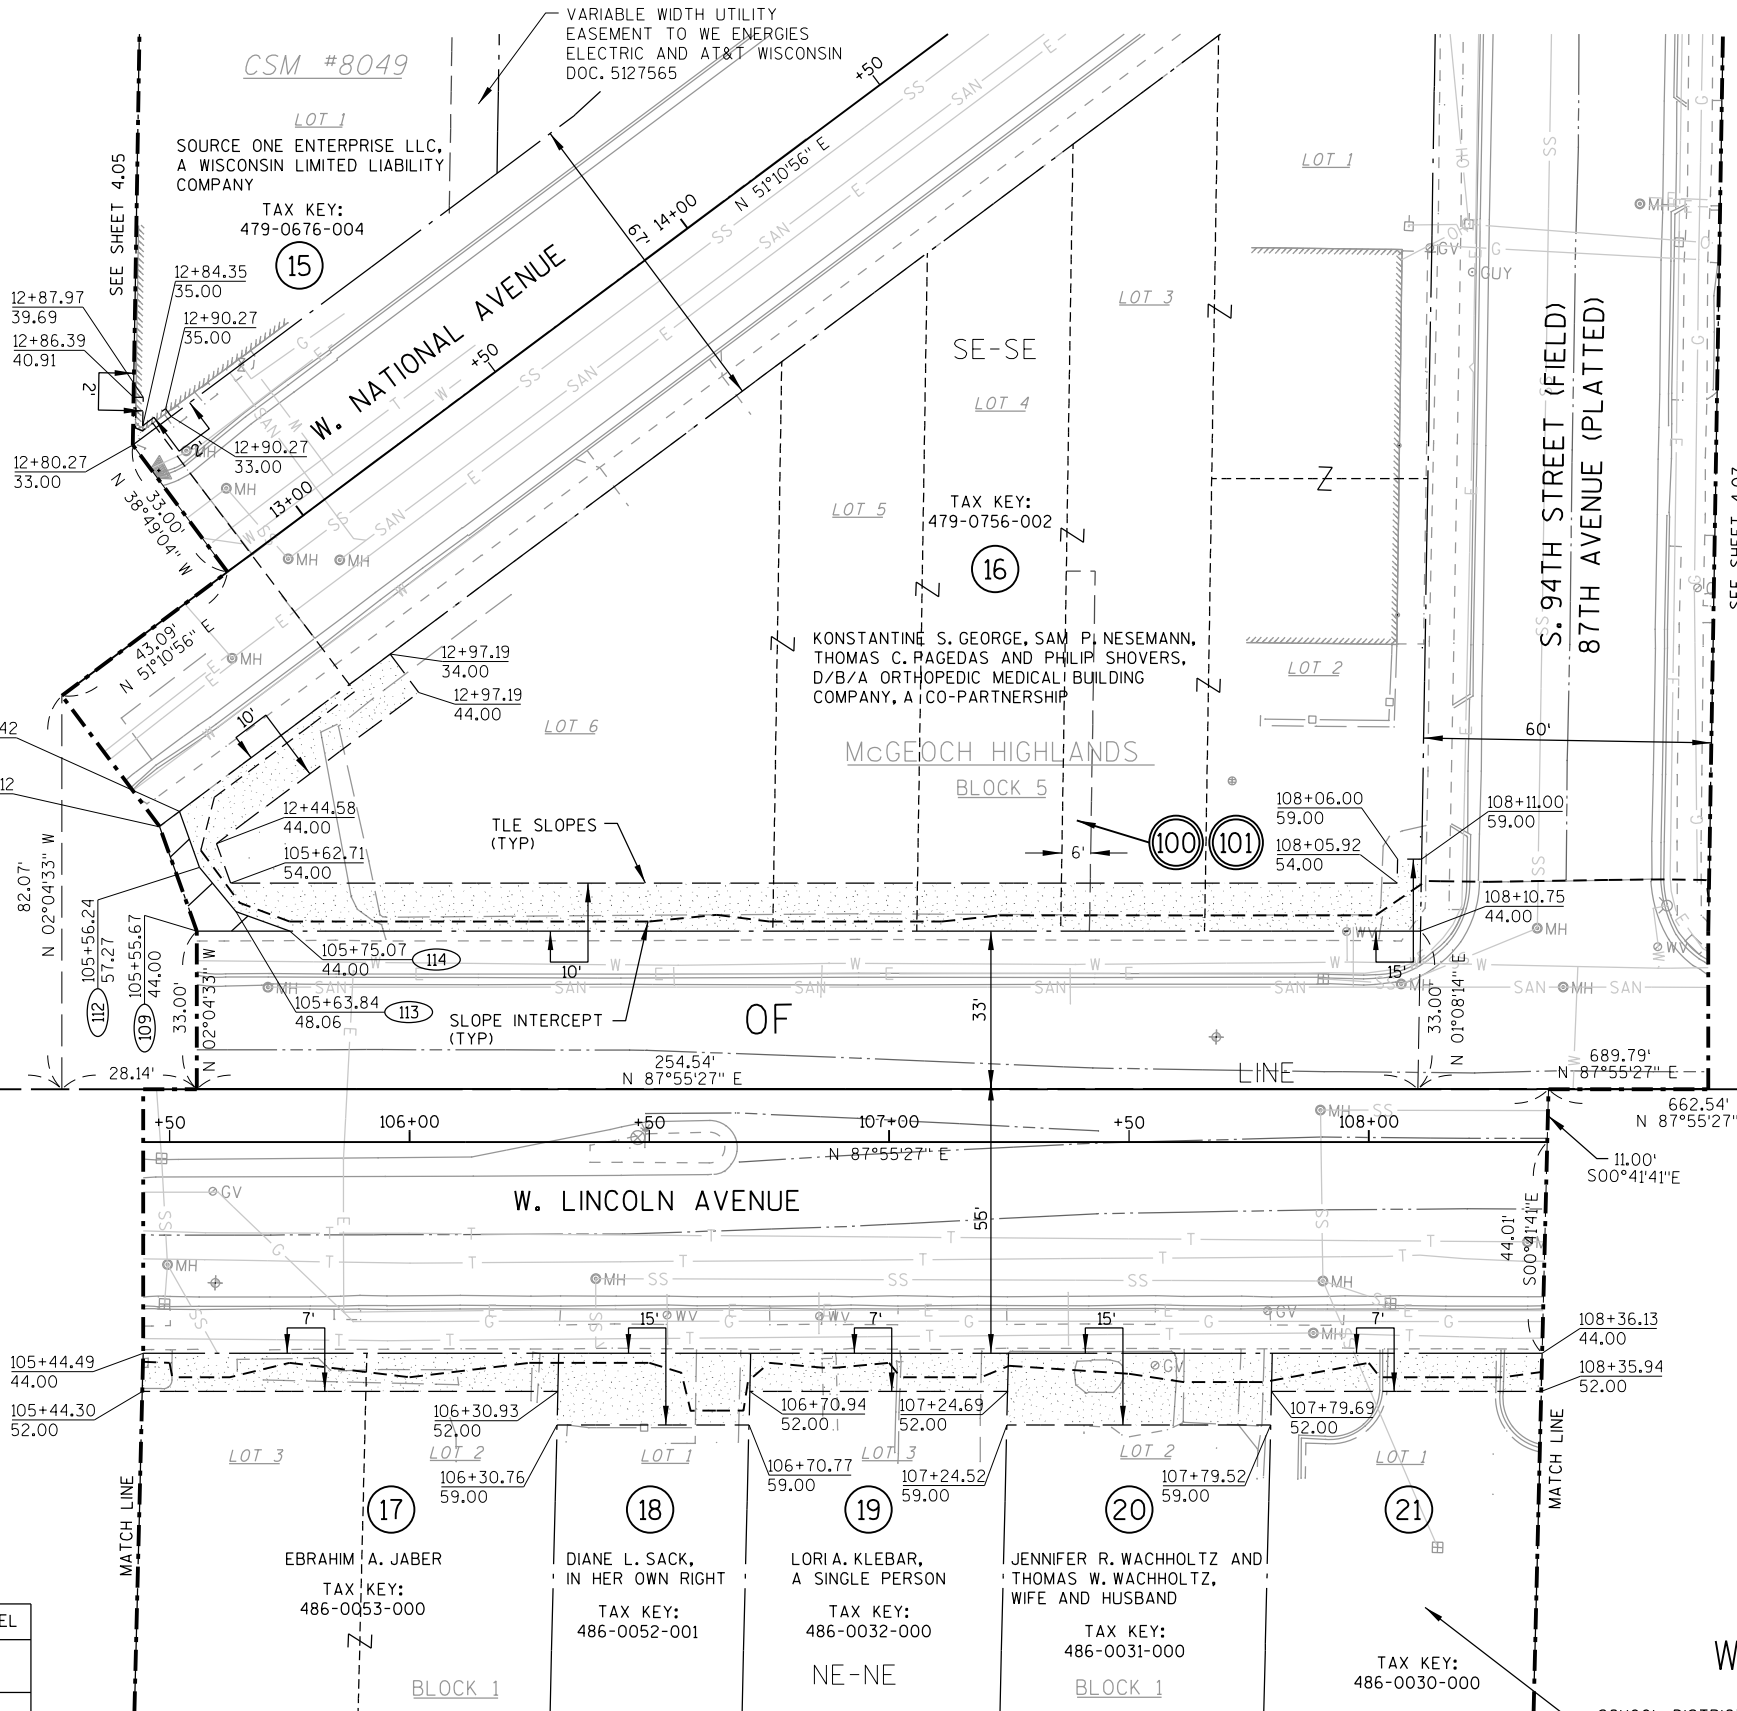 VARIABLE WIDTH UTILITY
EASEMENT TO WE ENERGIES
ELECTRIC AND AT&T WISCONSIN
DOC. 5127565
CSM #8049
LOT 1
SOURCE ONE ENTERPRISE LLC,
A WISCONSIN LIMITED LIABILITY
COMPANY
TAX KEY:
479-0676-004
15
SEE SHEET 4.05
12+84.35
35.00
12+90.27
35.00
12+87.97
39.69
12+86.39
40.91
2'
2'
12+90.27
33.00
12+80.27
33.00
33.00'
N 38°49'04" W
W. NATIONAL AVENUE
13+00
+50
14+00
+50
N 51°10'56" E
67'
43.09'
N 51°10'56" E
LOT 1
LOT 3
SE-SE
LOT 4
LOT 5
TAX KEY:
479-0756-002
16
KONSTANTINE S. GEORGE, SAM P. NESEMANN,
THOMAS C. PAGEDAS AND PHILIP SHOVERS,
D/B/A ORTHOPEDIC MEDICAL BUILDING
COMPANY, A CO-PARTNERSHIP
LOT 2
LOT 6
McGEOCH HIGHLANDS
BLOCK 5
S. 94TH STREET (FIELD)
87TH AVENUE (PLATTED)
60'
GV
GUY
MH
12+97.19
34.00
12+97.19
44.00
10'
42
12
12+44.58
44.00
105+62.71
54.00
TLE SLOPES
(TYP)
100
101
6'
108+06.00
59.00
108+05.92
54.00
108+11.00
59.00
108+10.75
44.00
82.07'
N 02°04'33" W
105+56.24
57.27
112
105+55.67
44.00
109
33.00'
N 02°04'33" W
105+75.07
44.00
114
105+63.84
48.06
113
SLOPE INTERCEPT
(TYP)
10'
15'
OF
33'
33.00'
N 01°08'14" E
LINE
28.14'
254.54'
N 87°55'27" E
689.79'
N 87°55'27" E
662.54'
N 87°55'27"
+50
106+00
+50
107+00
+50
108+00
N 87°55'27" E
11.00'
S00°41'41"E
W. LINCOLN AVENUE
55'
44.01'
S00°41'41"E
7'
15'
7'
15'
7'
105+44.49
44.00
105+44.30
52.00
106+30.93
52.00
106+30.76
59.00
106+70.94
52.00
106+70.77
59.00
107+24.69
52.00
107+24.52
59.00
107+79.69
52.00
107+79.52
59.00
108+36.13
44.00
108+35.94
52.00
LOT 3
LOT 2
LOT 1
LOT 3
LOT 2
LOT 1
MATCH LINE
MATCH LINE
17
18
19
20
21
EBRAHIM A. JABER
TAX KEY:
486-0053-000
DIANE L. SACK,
IN HER OWN RIGHT
TAX KEY:
486-0052-001
LORI A. KLEBAR,
A SINGLE PERSON
TAX KEY:
486-0032-000
JENNIFER R. WACHHOLTZ AND
THOMAS W. WACHHOLTZ,
WIFE AND HUSBAND
TAX KEY:
486-0031-000
TAX KEY:
486-0030-000
BLOCK 1
NE-NE
BLOCK 1
EL
W